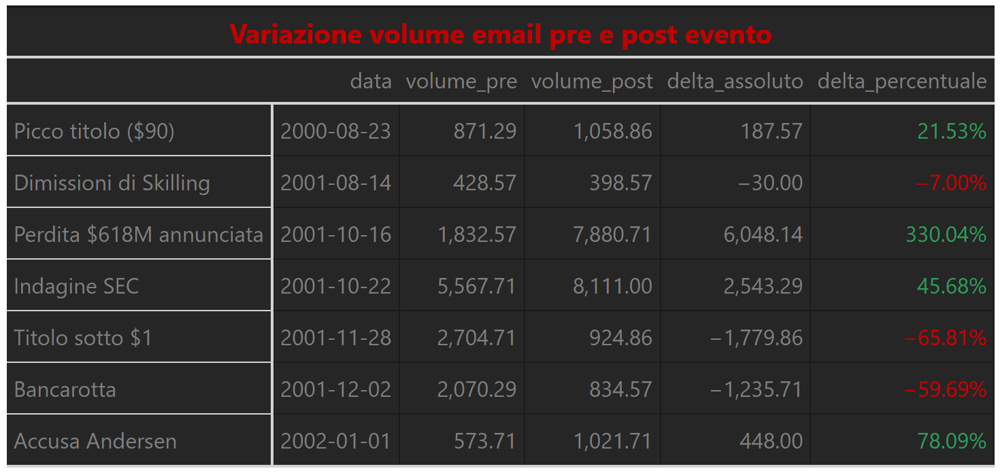 Variazione volume email pre e post evento
data volume_pre volume_post delta_assoluto delta_percentuale
Picco titolo ($90) 2000-08-23 871.29 1,058.86 187.57 21.53%
Dimissioni di Skilling 2001-08-14 428.57 398.57 −30.00 −7.00%
Perdita $618M annunciata 2001-10-16 1,832.57 7,880.71 6,048.14 330.04%
Indagine SEC 2001-10-22 5,567.71 8,111.00 2,543.29 45.68%
Titolo sotto $1 2001-11-28 2,704.71 924.86 −1,779.86 −65.81%
Bancarotta 2001-12-02 2,070.29 834.57 −1,235.71 −59.69%
Accusa Andersen 2002-01-01 573.71 1,021.71 448.00 78.09%